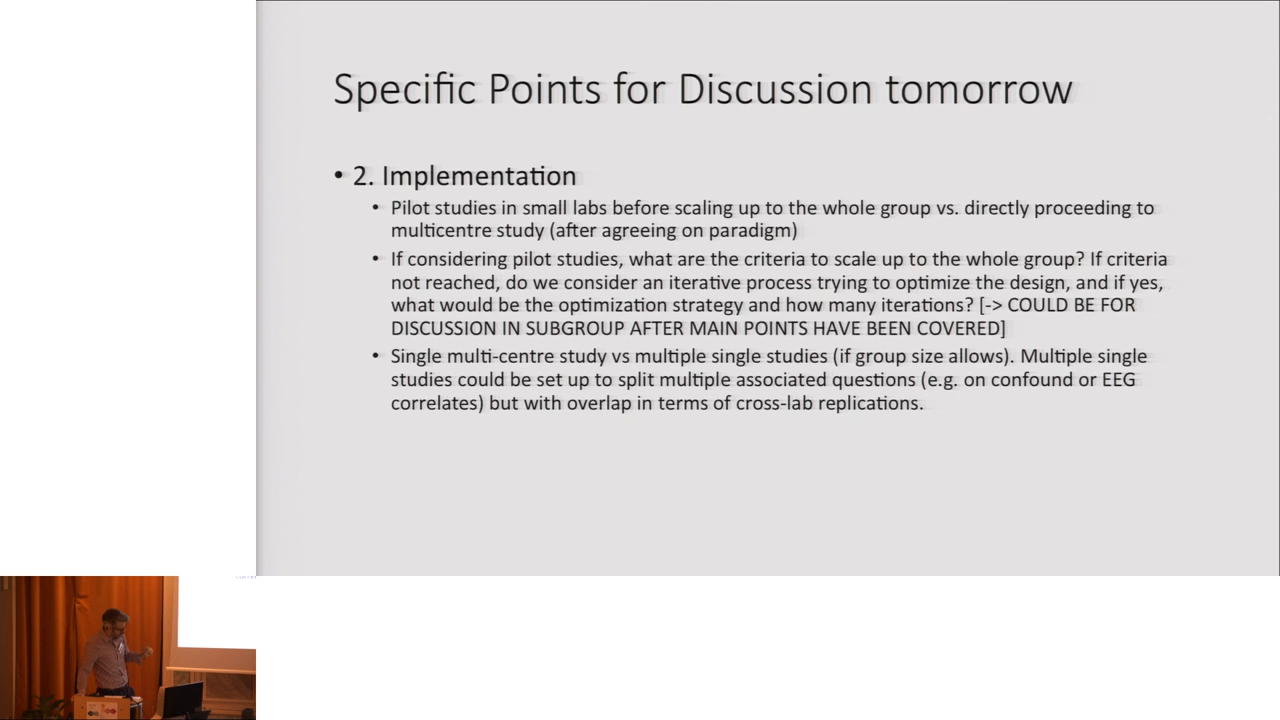 Specific Points for Discussion tomorrow
• 2. Implementation
• Pilot studies in small labs before scaling up to the whole group vs. directly proceeding to
multicentre study (after agreeing on paradigm)
• If considering pilot studies, what are the criteria to scale up to the whole group? If criteria
not reached, do we consider an iterative process trying to optimize the design, and if yes,
what would be the optimization strategy and how many iterations? [-> COULD BE FOR
DISCUSSION IN SUBGROUP AFTER MAIN POINTS HAVE BEEN COVERED]
• Single multi-centre study vs multiple single studies (if group size allows). Multiple single
studies could be set up to split multiple associated questions (e.g. on confound or EEG
correlates) but with overlap in terms of cross-lab replications.